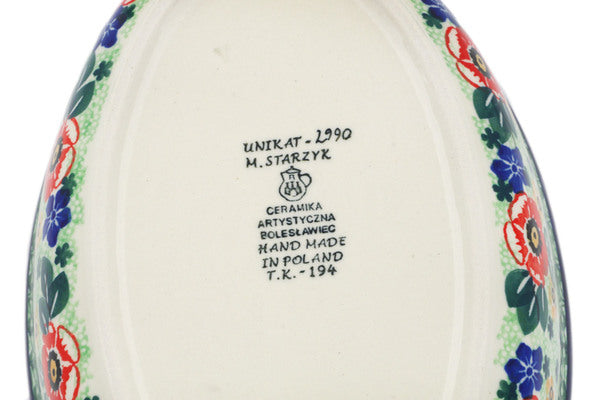 UNIKAT - 2990
M. STARZYK
CERAMIKA
ARTYSTYCZNA
BOLESŁAWIEC
HAND MADE
IN POLAND
T.K.-194